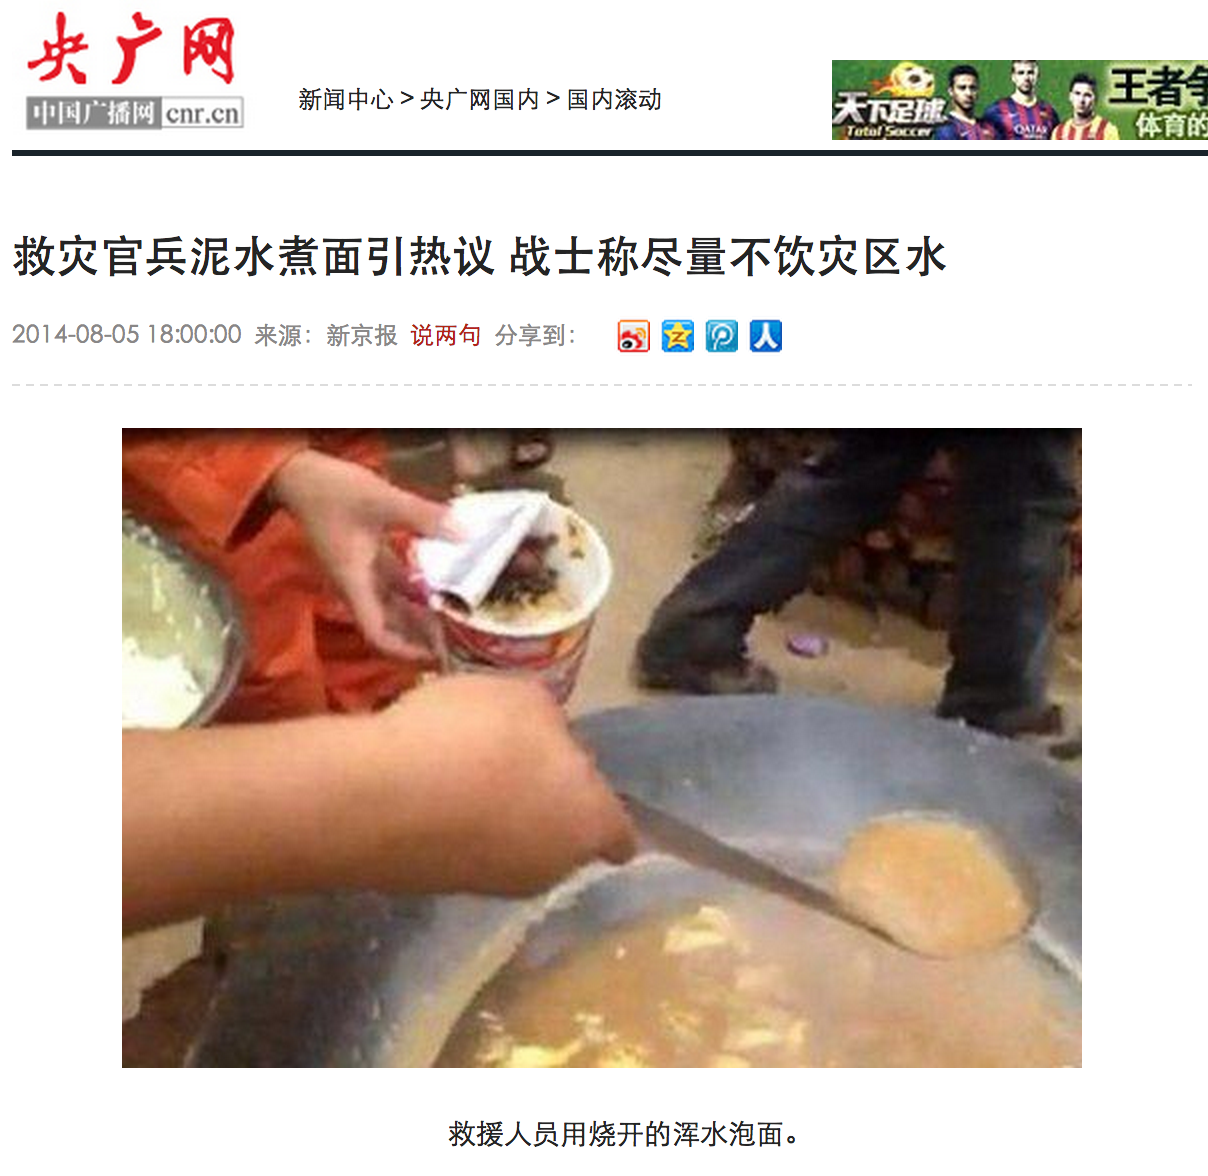 央广网
中国广播网 cnr.cn
新闻中心 > 央广网国内 > 国内滚动
天下足球
Total Soccer
QATAR
王者争
体育的
救灾官兵泥水煮面引热议 战士称尽量不饮灾区水
2014-08-05 18:00:00 来源：新京报 说两句 分享到：
人
救援人员用烧开的浑水泡面。